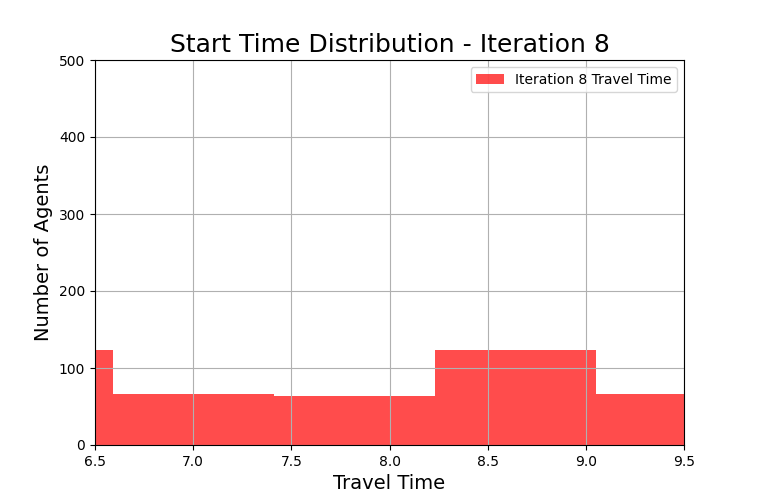 Start Time Distribution - Iteration 8
Iteration 8 Travel Time
Number of Agents
500
400
300
200
100
0
6.5 7.0 7.5 8.0 8.5 9.0 9.5
Travel Time